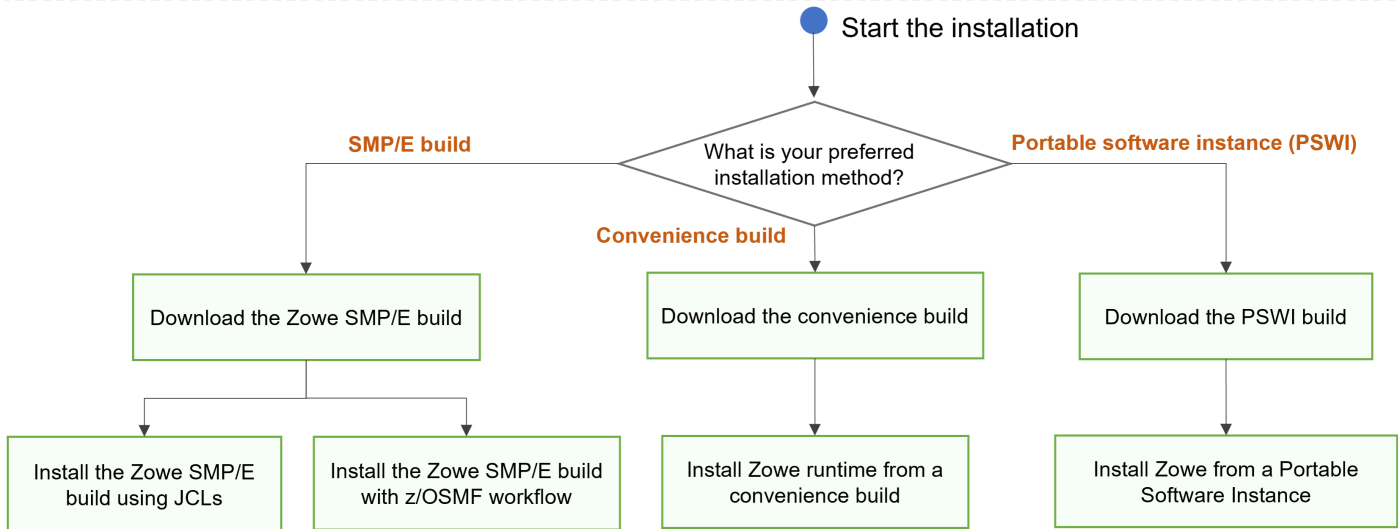 Start the installation
SMP/E build
What is your preferred
installation method?
Portable software instance (PSWI)
Convenience build
Download the Zowe SMP/E build
Download the convenience build
Download the PSWI build
Install the Zowe SMP/E
build using JCLs
Install the Zowe SMP/E build
with z/OSMF workflow
Install Zowe runtime from a
convenience build
Install Zowe from a Portable
Software Instance